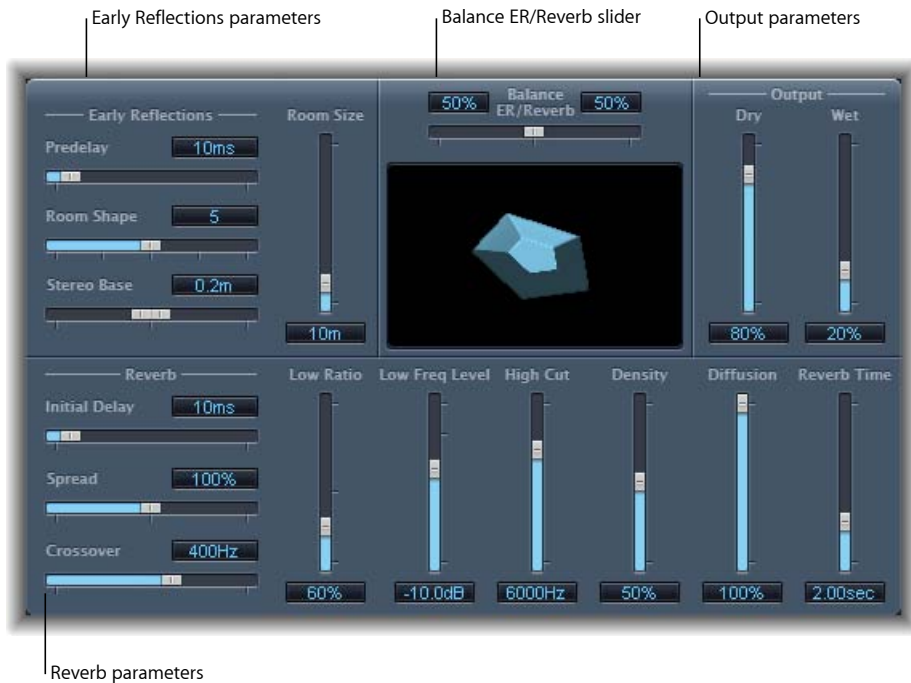 Early Reflections parameters
Balance ER/Reverb slider
Output parameters
Early Reflections
Predelay 10ms
Room Shape 5
Stereo Base 0.2m
Room Size
10m
50% Balance ER/Reverb 50%
Output
Dry Wet
80% 20%
Reverb
Initial Delay 10ms
Spread 100%
Crossover 400Hz
Low Ratio Low Freq Level High Cut Density Diffusion Reverb Time
60% -10.0dB 6000Hz 50% 100% 2.00sec
Reverb parameters